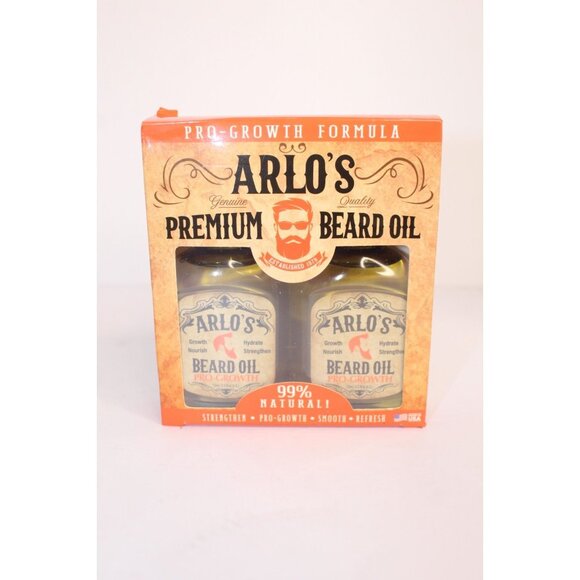 PRO-GROWTH FORMULA
ARLO'S
Genuine Quality
PREMIUM BEARD OIL
ESTABLISHED
ARLO'S
Growth Hydrate
Nourish Strengthen
BEARD OIL
PRO-GROWTH
ARLO'S
Growth Hydrate
Nourish Strengthen
BEARD OIL
PRO-GROWTH
99%
NATURAL!
STRENGTHEN • PRO-GROWTH • SMOOTH • REFRESH
USA